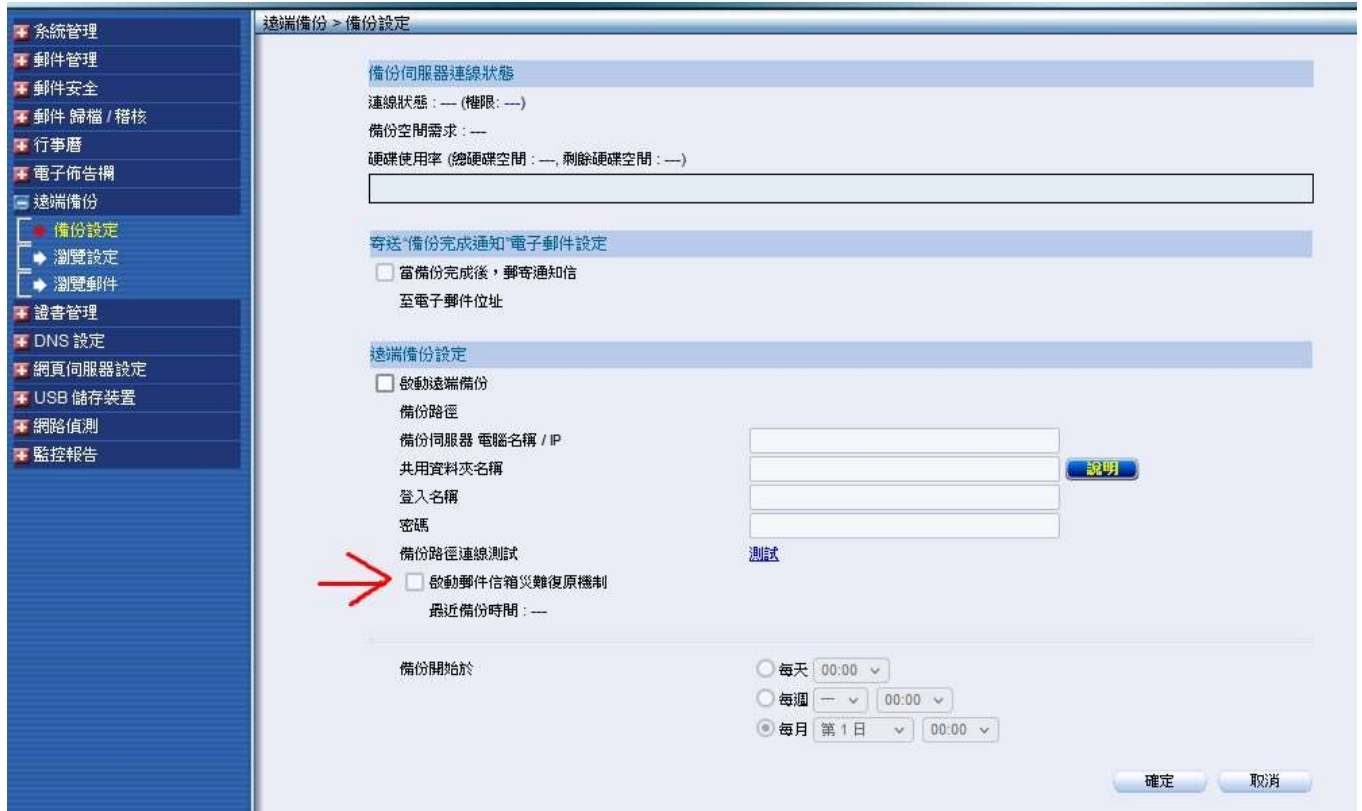 系統管理
郵件管理
郵件安全
郵件 歸檔 / 稽核
行事曆
電子佈告欄
遠端備份
備份設定
瀏覽設定
瀏覽郵件
證書管理
DNS 設定
網頁伺服器設定
USB 儲存裝置
網路偵測
監控報告
遠端備份 > 備份設定
備份伺服器連線狀態
連線狀態 : --- (權限: ---)
備份空間需求 : ---
硬碟使用率 (總硬碟空間 : ---, 剩餘硬碟空間 : ---)
寄送"備份完成通知"電子郵件設定
當備份完成後，郵寄通知信
至電子郵件位址
遠端備份設定
啟動遠端備份
備份路徑
備份伺服器 電腦名稱 / IP
共用資料夾名稱 說明
登入名稱
密碼
備份路徑連線測試 測試
啟動郵件信箱災難復原機制
最近備份時間 : ---
備份開始於 每天 00:00
每週 一 00:00
每月 第 1 日 00:00
確定 取消